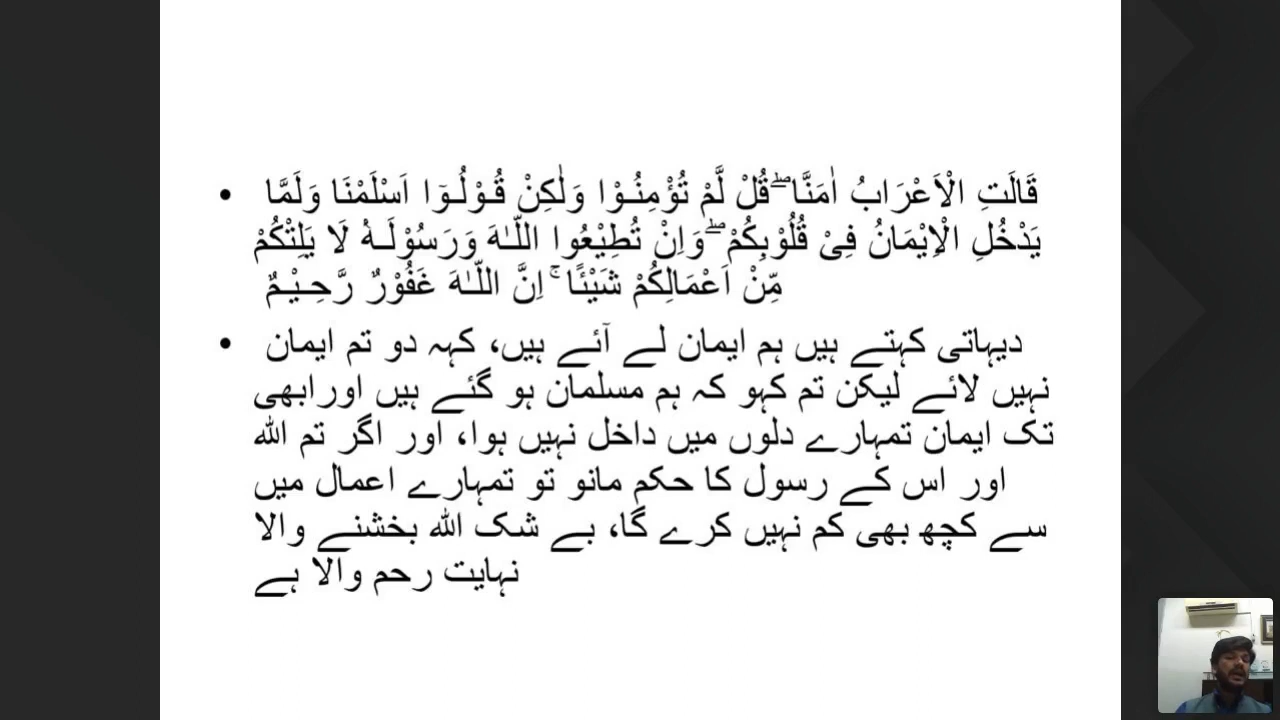 • قَالَتِ الْاَعْرَابُ اٰمَنَّا ۖ قُلْ لَّمْ تُؤْمِنُـوْا وَلٰكِنْ قُـوْلُـوٓا اَسْلَمْنَا وَلَمَّا
يَدْخُلِ الْاِيْمَانُ فِىْ قُلُوْبِكُمْ ۖ وَاِنْ تُطِيْعُوا اللّـٰهَ وَرَسُوْلَـهٝ لَا يَلِتْكُمْ
مِّنْ اَعْمَالِكُمْ شَيْئًا ۚ اِنَّ اللّـٰهَ غَفُوْرٌ رَّحِـيْـمٌ
• دیہاتی کہتے ہیں ہم ایمان لے آئے ہیں، کہہ دو تم ایمان
نہیں لائے لیکن تم کہو کہ ہم مسلمان ہو گئے ہیں اورابھی
تک ایمان تمہارے دلوں میں داخل نہیں ہوا، اور اگر تم اللہ
اور اس کے رسول کا حکم مانو تو تمہارے اعمال میں
سے کچھ بھی کم نہیں کرے گا، بے شک اللہ بخشنے والا
نہایت رحم والا ہے